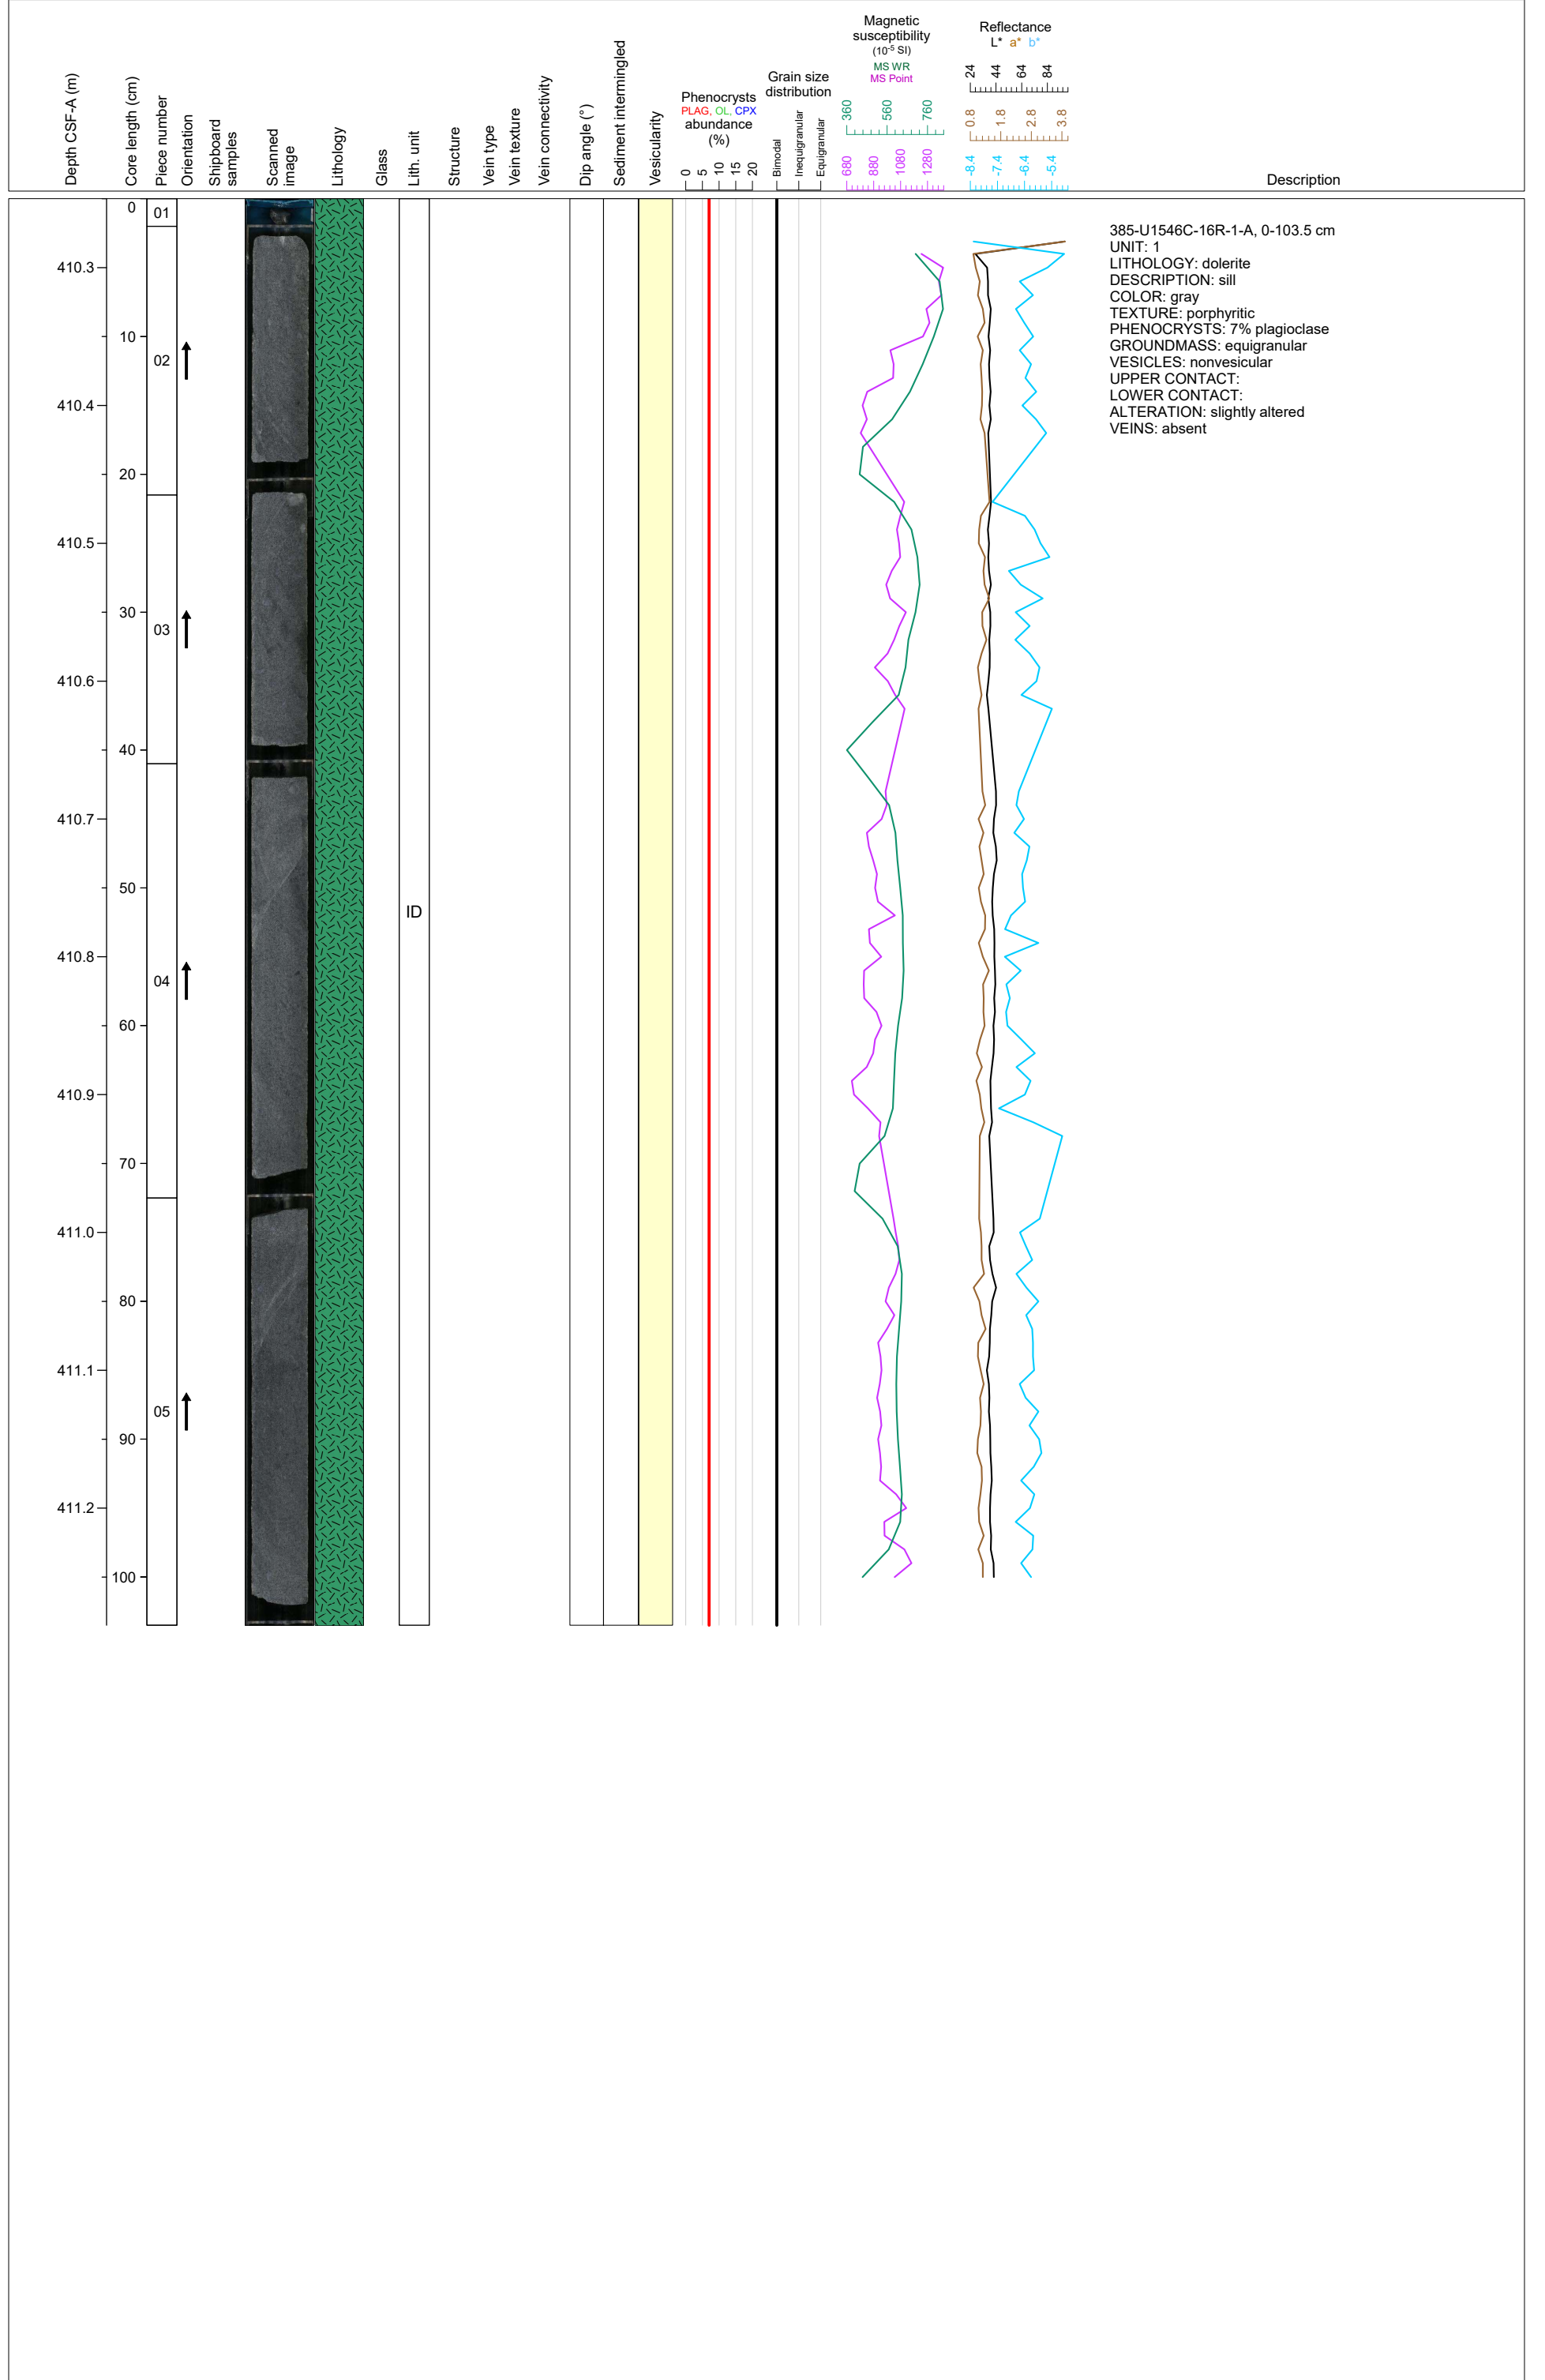 Depth CSF-A (m)
Core length (cm)
Piece number
Orientation
Shipboard
samples
Scanned
image
Lithology
Glass
Lith. unit
Structure
Vein type
Vein texture
Vein connectivity
Dip angle (°)
Sediment intermingled
Vesicularity
Phenocrysts
PLAG, OL, CPX
abundance
(%)
0 5 10 15 20
Grain size
distribution
Bimodal
Inequigranular
Equigranular
Magnetic
susceptibility
(10-5 SI)
MS WR
MS Point
360 560 760
680 880 1080 1280
Reflectance
L* a* b*
24 44 64 84
0.8 1.8 2.8 3.8
-8.4 -7.4 -6.4 -5.4
Description
410.3
410.4
410.5
410.6
410.7
410.8
410.9
411.0
411.1
411.2
0
10
20
30
40
50
60
70
80
90
100
01
02
03
04
05
ID
385-U1546C-16R-1-A, 0-103.5 cm
UNIT: 1
LITHOLOGY: dolerite
DESCRIPTION: sill
COLOR: gray
TEXTURE: porphyritic
PHENOCRYSTS: 7% plagioclase
GROUNDMASS: equigranular
VESICLES: nonvesicular
UPPER CONTACT:
LOWER CONTACT:
ALTERATION: slightly altered
VEINS: absent